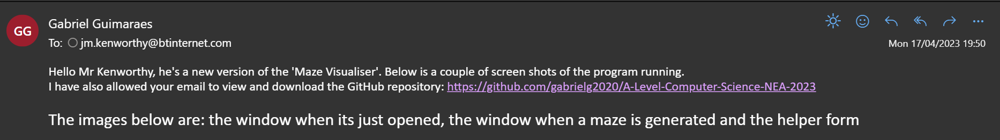 GG
Gabriel Guimaraes
To: jm.kenworthy@btinternet.com
Mon 17/04/2023 19:50
Hello Mr Kenworthy, he's a new version of the 'Maze Visualiser'. Below is a couple of screen shots of the program running.
I have also allowed your email to view and download the GitHub repository: https://github.com/gabrielg2020/A-Level-Computer-Science-NEA-2023
The images below are: the window when its just opened, the window when a maze is generated and the helper form